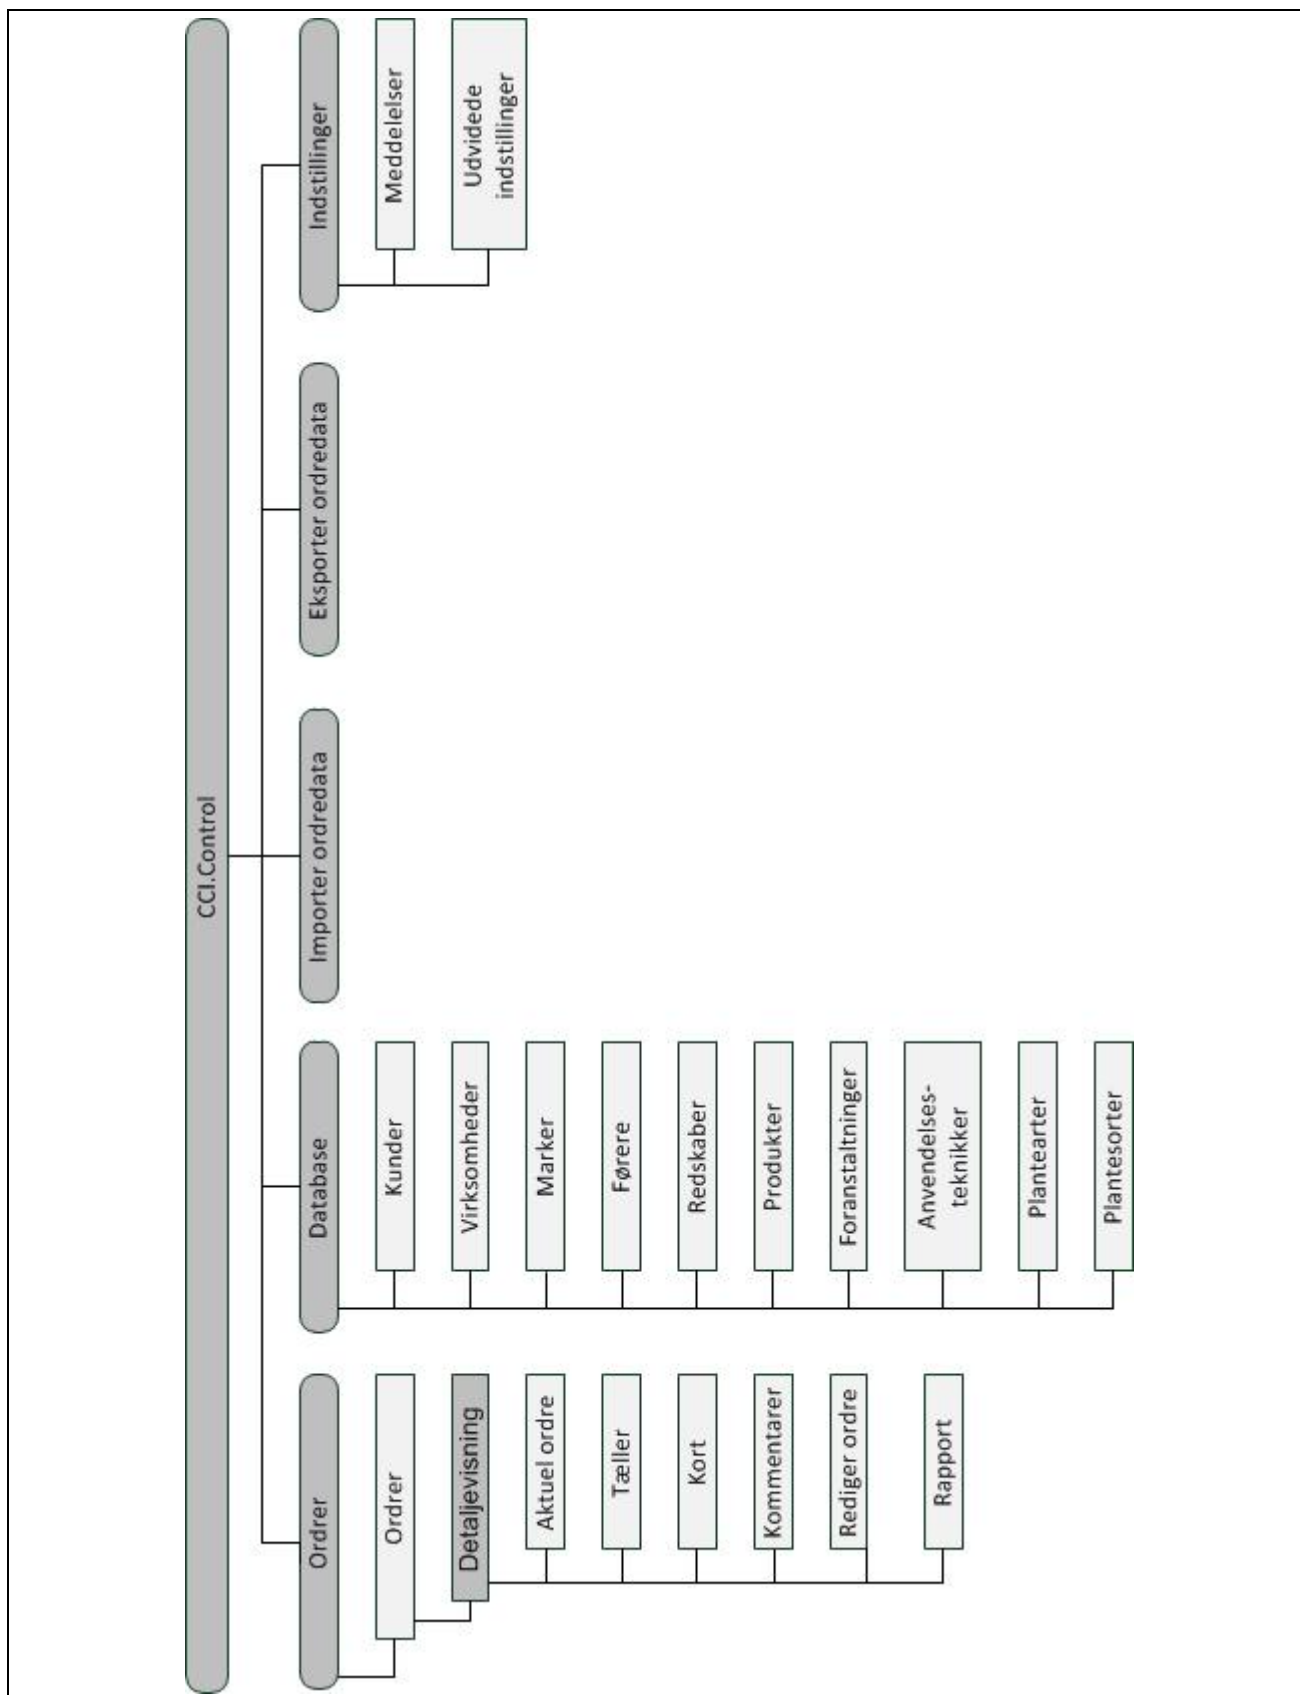 CCI.Control
Ordrer
Ordrer
Detaljevisning
Aktuel ordre
Tæller
Kort
Kommentarer
Rediger ordre
Rapport
Database
Kunder
Virksomheder
Marker
Førere
Redskaber
Produkter
Foranstaltninger
Anvendelses-
teknikker
Plantearter
Plantesorter
Importer ordredata
Eksporter ordredata
Indstillinger
Meddelelser
Udvidede
indstillinger